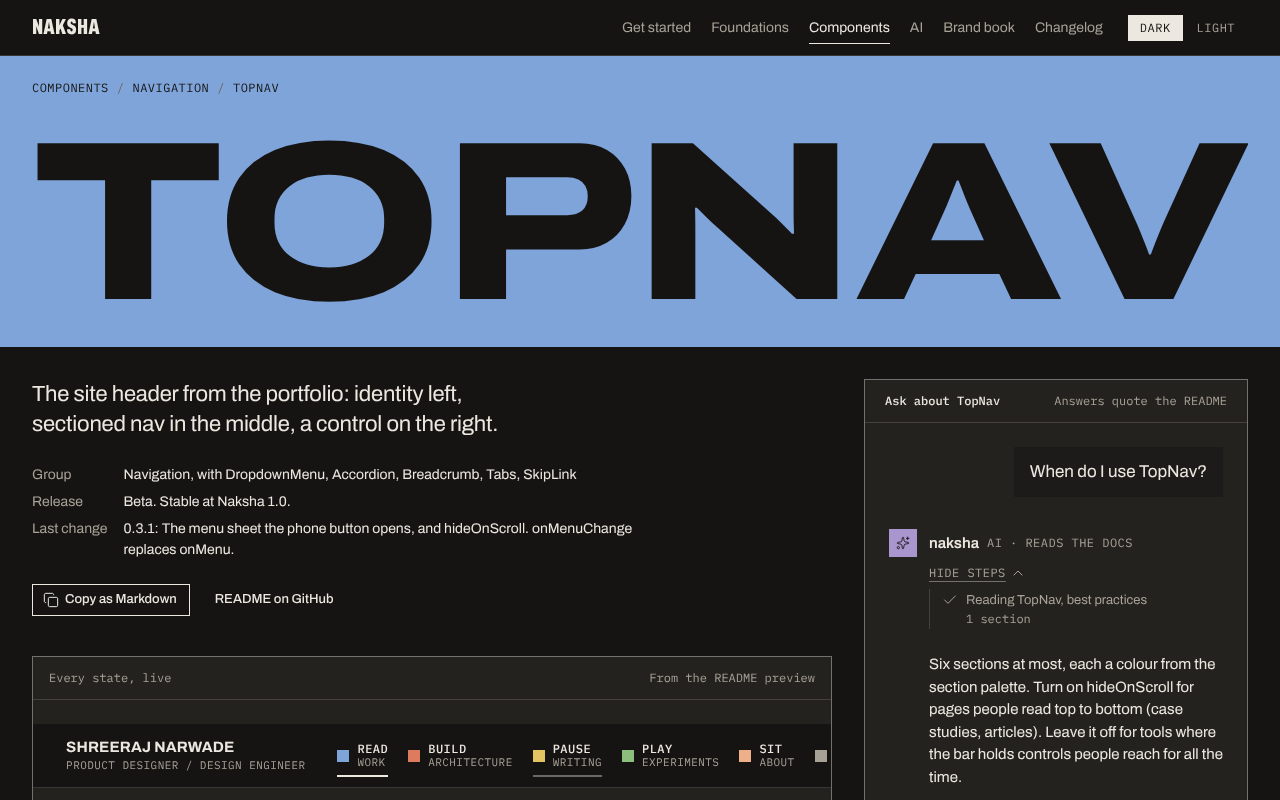 NAKSHA
Get started Foundations Components AI Brand book Changelog DARK LIGHT
COMPONENTS / NAVIGATION / TOPNAV
TOPNAV
The site header from the portfolio: identity left,
sectioned nav in the middle, a control on the right.
Group Navigation, with DropdownMenu, Accordion, Breadcrumb, Tabs, SkipLink
Release Beta. Stable at Naksha 1.0.
Last change 0.3.1: The menu sheet the phone button opens, and hideOnScroll. onMenuChange
replaces onMenu.
Copy as Markdown README on GitHub
Every state, live From the README preview
SHREERAJ NARWADE
PRODUCT DESIGNER / DESIGN ENGINEER
READ
WORK
BUILD
ARCHITECTURE
PAUSE
WRITING
PLAY
EXPERIMENTS
SIT
ABOUT
Ask about TopNav Answers quote the README
When do I use TopNav?
naksha AI · READS THE DOCS
HIDE STEPS
Reading TopNav, best practices
1 section
Six sections at most, each a colour from the
section palette. Turn on hideOnScroll for
pages people read top to bottom (case
studies, articles). Leave it off for tools where
the bar holds controls people reach for all the
time.